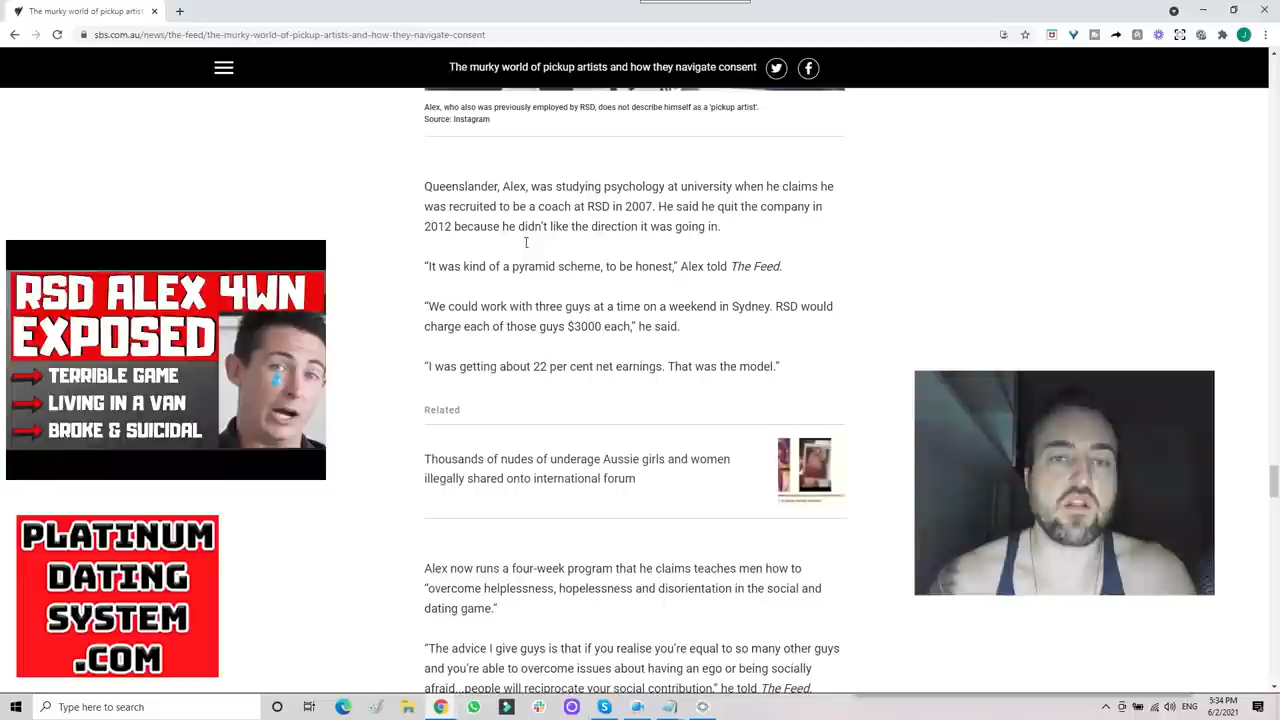 The murky world of pickup artist
sbs.com.au/news/the-feed/the-murky-world-of-pickup-artists-and-how-they-navigate-consent
The murky world of pickup artists and how they navigate consent
Alex, who also was previously employed by RSD, does not describe himself as a 'pickup artist'.
Source: Instagram
Queenslander, Alex, was studying psychology at university when he claims he
was recruited to be a coach at RSD in 2007. He said he quit the company in
2012 because he didn't like the direction it was going in.
"It was kind of a pyramid scheme, to be honest," Alex told The Feed.
"We could work with three guys at a time on a weekend in Sydney. RSD would
charge each of those guys $3000 each," he said.
"I was getting about 22 per cent net earnings. That was the model."
Related
Thousands of nudes of underage Aussie girls and women
illegally shared onto international forum
Alex now runs a four-week program that he claims teaches men how to
"overcome helplessness, hopelessness and disorientation in the social and
dating game."
"The advice I give guys is that if you realise you're equal to so many other guys
and you're able to overcome issues about having an ego or being socially
afraid...people will reciprocate your social contribution," he told The Feed.
RSD ALEX 4WN
EXPOSED
TERRIBLE GAME
LIVING IN A VAN
BROKE & SUICIDAL
PLATINUM
DATING
SYSTEM
.COM
Type here to search
ENG
5:34 PM
6/2/2021